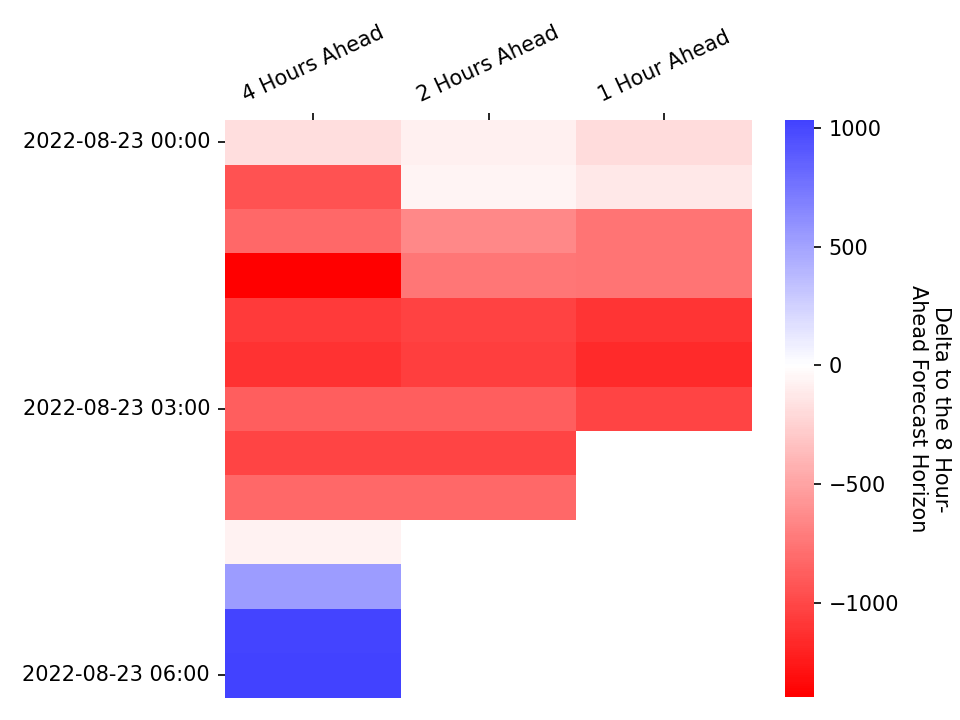 4 Hours Ahead
2 Hours Ahead
1 Hour Ahead
2022-08-23 00:00
2022-08-23 03:00
2022-08-23 06:00
1000
500
0
−500
−1000
Delta to the 8 Hour-
Ahead Forecast Horizon